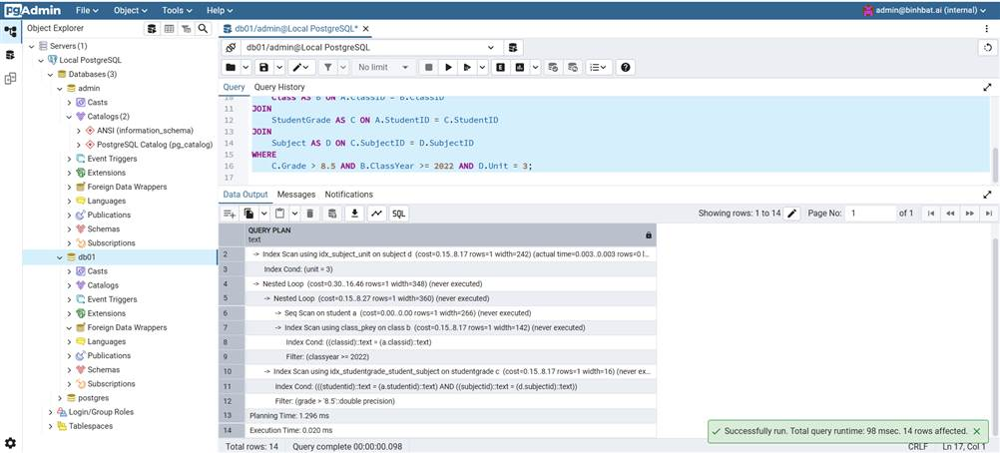 pgAdmin File Object Tools Help admin@binhbat.ai (internal)
Object Explorer
db01/admin@Local PostgreSQL*
Servers (1)
Local PostgreSQL
Databases (3)
admin
Casts
Catalogs (2)
ANSI (information_schema)
PostgreSQL Catalog (pg_catalog)
Event Triggers
Extensions
Foreign Data Wrappers
Languages
Publications
Schemas
Subscriptions
db01
Casts
Catalogs
Event Triggers
Extensions
Foreign Data Wrappers
Languages
Publications
Schemas
Subscriptions
postgres
Login/Group Roles
Tablespaces
db01/admin@Local PostgreSQL
No limit
E
Query Query History
10 Class AS B ON A.ClassID = B.ClassID
11 JOIN
12 StudentGrade AS C ON A.StudentID = C.StudentID
13 JOIN
14 Subject AS D ON C.SubjectID = D.SubjectID
15 WHERE
16 C.Grade > 8.5 AND B.ClassYear >= 2022 AND D.Unit = 3;
17
Data Output Messages Notifications
SQL Showing rows: 1 to 14 Page No: 1 of 1
QUERY PLAN
text
2 -> Index Scan using idx_subject_unit on subject d (cost=0.15..8.17 rows=1 width=242) (actual time=0.003..0.003 rows=0 l...
3 Index Cond: (unit = 3)
4 -> Nested Loop (cost=0.30..16.46 rows=1 width=348) (never executed)
5 -> Nested Loop (cost=0.15..8.27 rows=1 width=360) (never executed)
6 -> Seq Scan on student a (cost=0.00..0.00 rows=1 width=266) (never executed)
7 -> Index Scan using class_pkey on class b (cost=0.15..8.17 rows=1 width=142) (never executed)
8 Index Cond: ((classid)::text = (a.classid)::text)
9 Filter: (classyear >= 2022)
10 -> Index Scan using idx_studentgrade_student_subject on studentgrade c (cost=0.15..8.17 rows=1 width=16) (never ex...
11 Index Cond: (((studentid)::text = (a.studentid)::text) AND ((subjectid)::text = (d.subjectid)::text))
12 Filter: (grade > '8.5'::double precision)
13 Planning Time: 1.296 ms
14 Execution Time: 0.020 ms
Successfully run. Total query runtime: 98 msec. 14 rows affected.
Total rows: 14 Query complete 00:00:00.098 CRLF Ln 17, Col 1